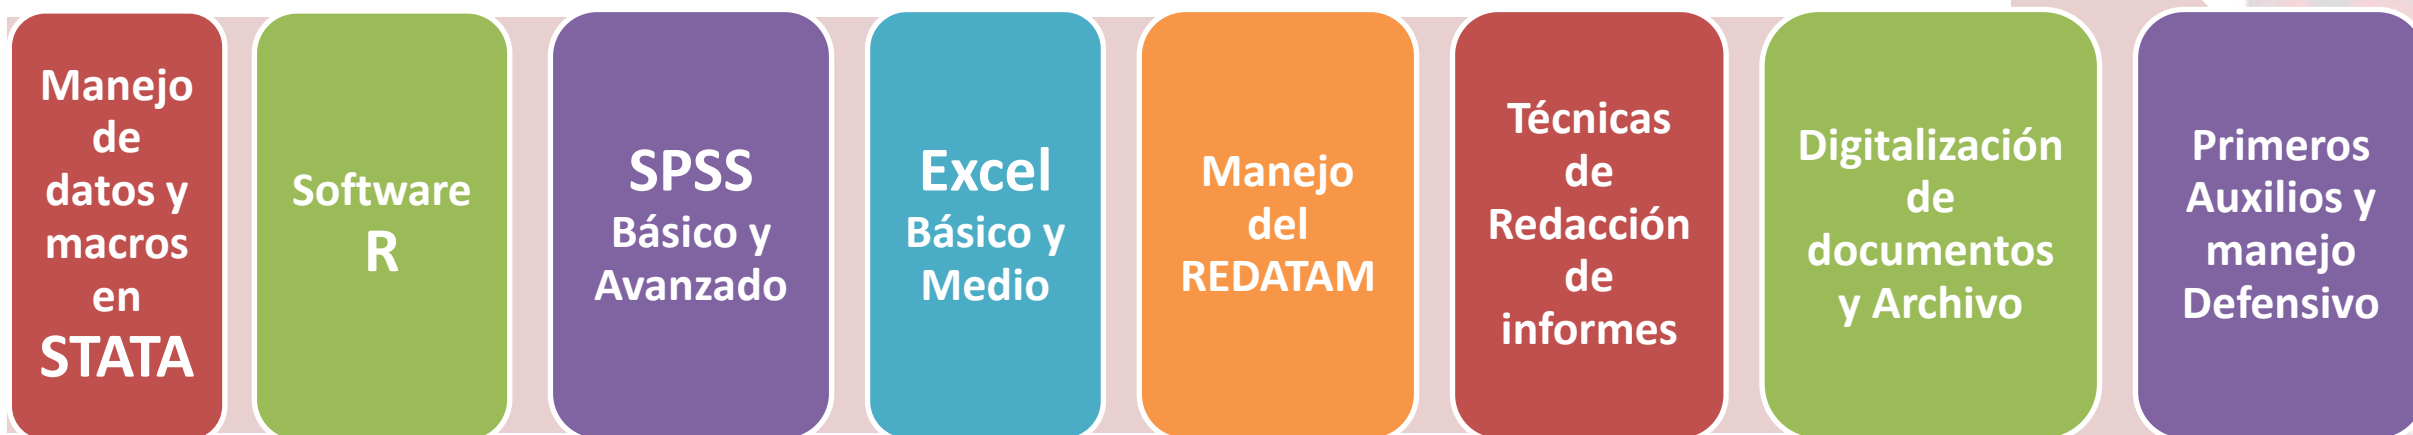 Manejo
de
datos y
macros
en
STATA
Software
R
SPSS
Básico y
Avanzado
Excel
Básico y
Medio
Manejo
del
REDATAM
Técnicas
de
Redacción
de
informes
Digitalización
de
documentos
y Archivo
Primeros
Auxilios y
manejo
Defensivo